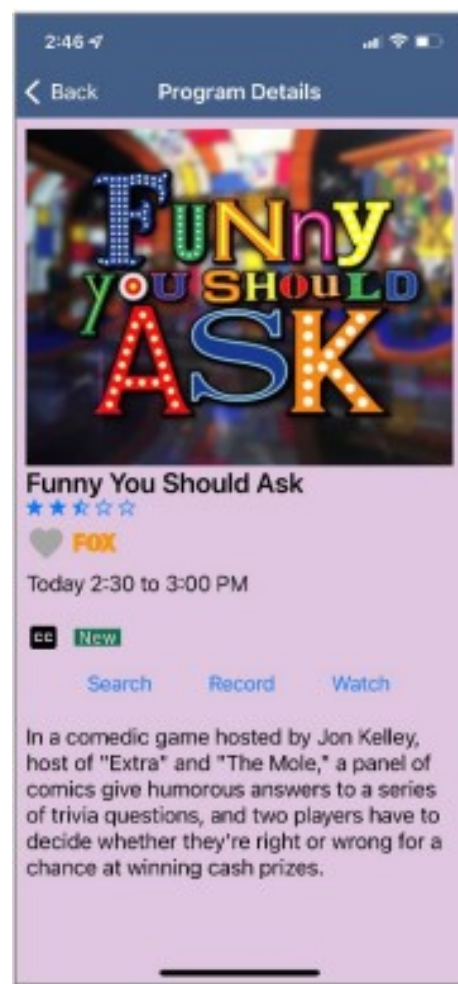 2:46
Back Program Details
FUNNY
YOU SHOULD
ASK
Funny You Should Ask
FOX
Today 2:30 to 3:00 PM
CC New
Search Record Watch
In a comedic game hosted by Jon Kelley,
host of "Extra" and "The Mole," a panel of
comics give humorous answers to a series
of trivia questions, and two players have to
decide whether they're right or wrong for a
chance at winning cash prizes.